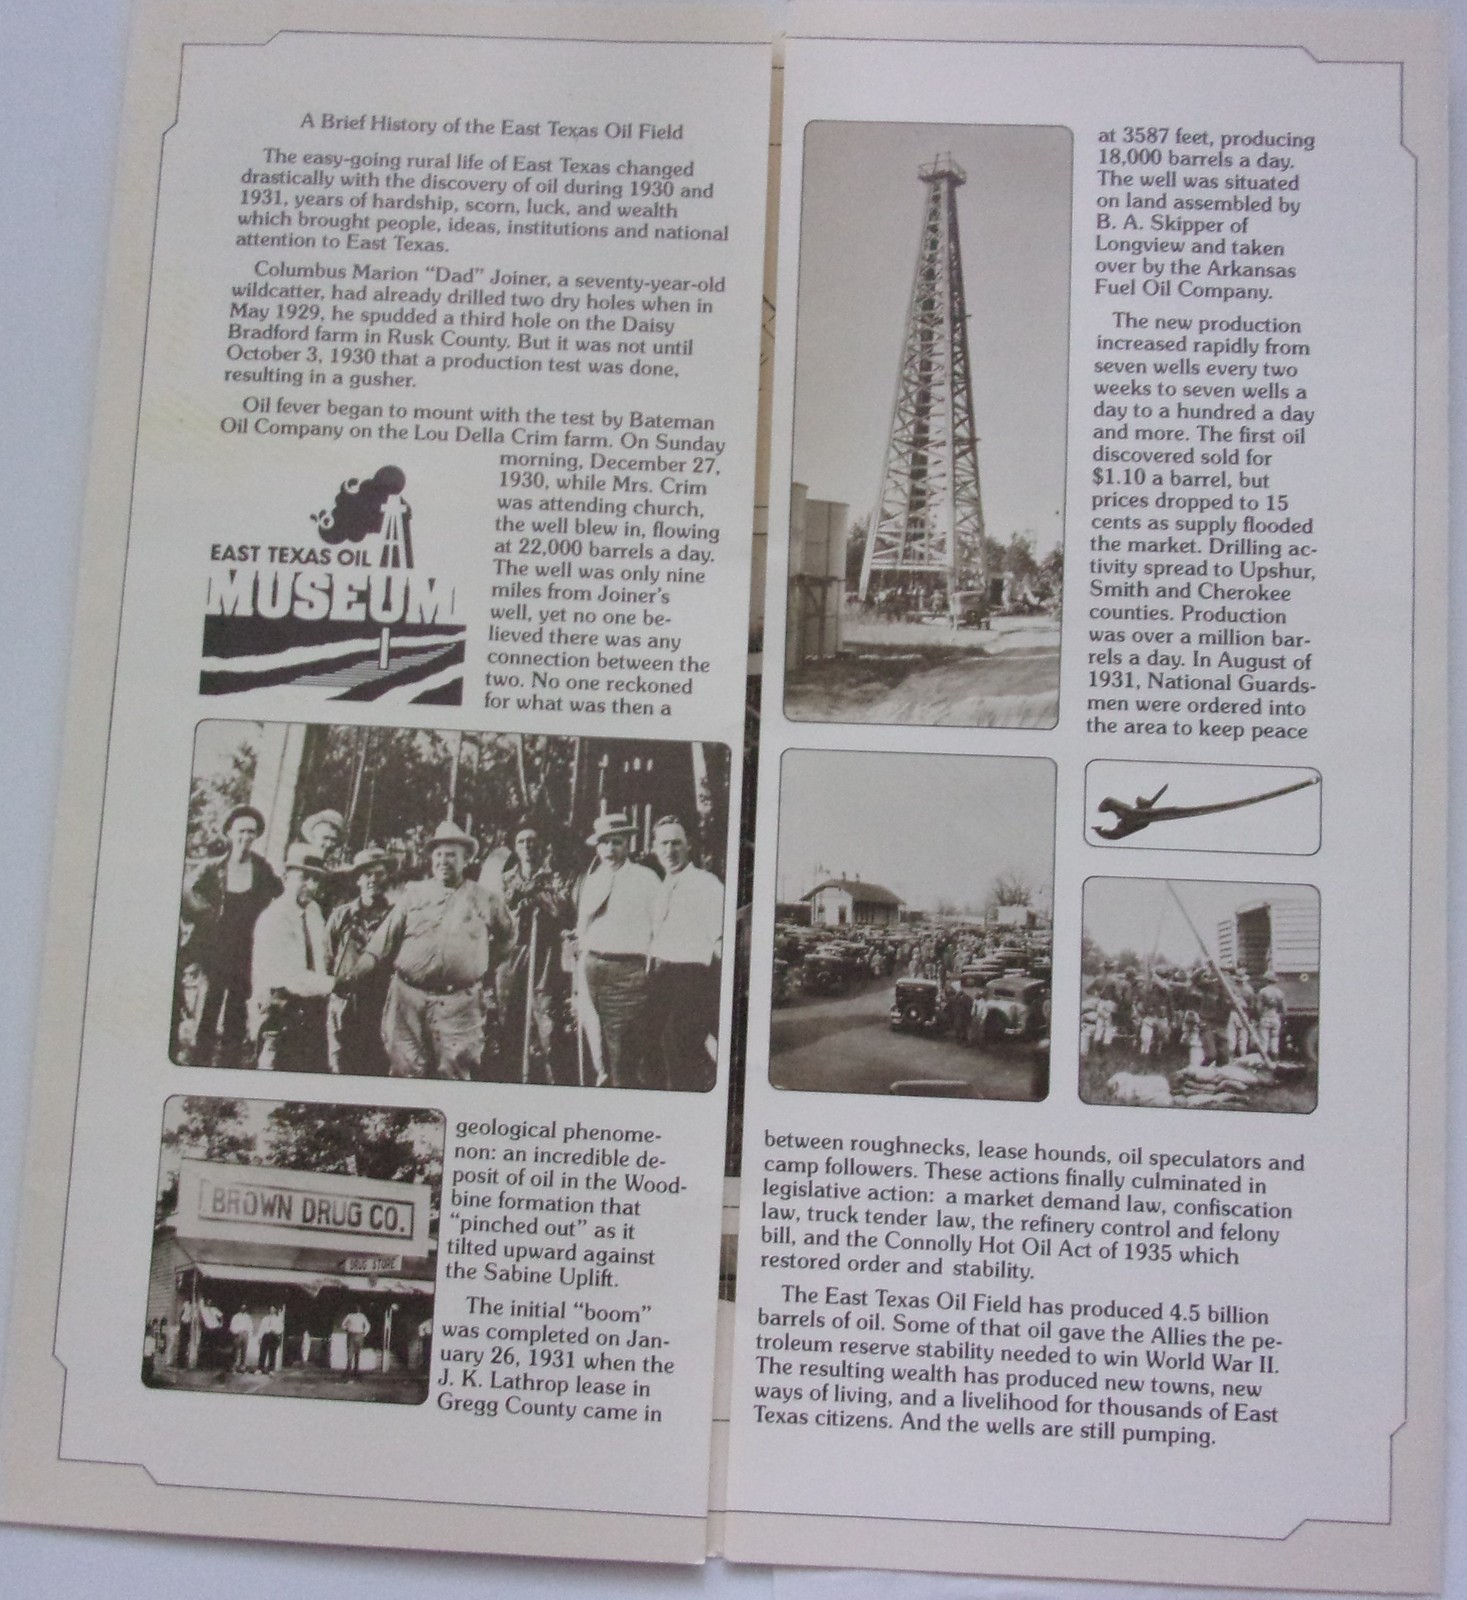 A Brief History of the East Texas Oil Field
The easy-going rural life of East Texas changed
drastically with the discovery of oil during 1930 and
1931, years of hardship, scorn, luck, and wealth
which brought people, ideas, institutions and national
attention to East Texas.
Columbus Marion “Dad” Joiner, a seventy-year-old
wildcatter, had already drilled two dry holes when in
May 1929, he spudded a third hole on the Daisy
Bradford farm in Rusk County. But it was not until
October 3, 1930 that a production test was done,
resulting in a gusher.
Oil fever began to mount with the test by Bateman
Oil Company on the Lou Della Crim farm. On Sunday
morning, December 27,
1930, while Mrs. Crim
was attending church,
the well blew in, flowing
at 22,000 barrels a day.
The well was only nine
miles from Joiner’s
well, yet no one be-
lieved there was any
connection between the
two. No one reckoned
for what was then a
EAST TEXAS OIL
MUSEUM
BROWN DRUG CO.
DRUG STORE
geological phenome-
non: an incredible de-
posit of oil in the Wood-
bine formation that
“pinched out” as it
tilted upward against
the Sabine Uplift.
The initial “boom”
was completed on Jan-
uary 26, 1931 when the
J. K. Lathrop lease in
Gregg County came in
at 3587 feet, producing
18,000 barrels a day.
The well was situated
on land assembled by
B. A. Skipper of
Longview and taken
over by the Arkansas
Fuel Oil Company.
The new production
increased rapidly from
seven wells every two
weeks to seven wells a
day to a hundred a day
and more. The first oil
discovered sold for
$1.10 a barrel, but
prices dropped to 15
cents as supply flooded
the market. Drilling ac-
tivity spread to Upshur,
Smith and Cherokee
counties. Production
was over a million bar-
rels a day. In August of
1931, National Guards-
men were ordered into
the area to keep peace
between roughnecks, lease hounds, oil speculators and
camp followers. These actions finally culminated in
legislative action: a market demand law, confiscation
law, truck tender law, the refinery control and felony
bill, and the Connolly Hot Oil Act of 1935 which
restored order and stability.
The East Texas Oil Field has produced 4.5 billion
barrels of oil. Some of that oil gave the Allies the pe-
troleum reserve stability needed to win World War II.
The resulting wealth has produced new towns, new
ways of living, and a livelihood for thousands of East
Texas citizens. And the wells are still pumping.